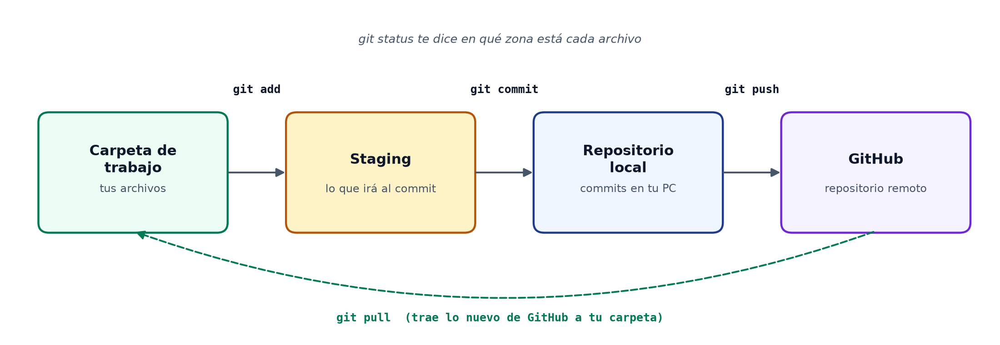 git status te dice en qué zona está cada archivo
git add
git commit
git push
Carpeta de
trabajo
tus archivos
Staging
lo que irá al commit
Repositorio
local
commits en tu PC
GitHub
repositorio remoto
git pull  (trae lo nuevo de GitHub a tu carpeta)